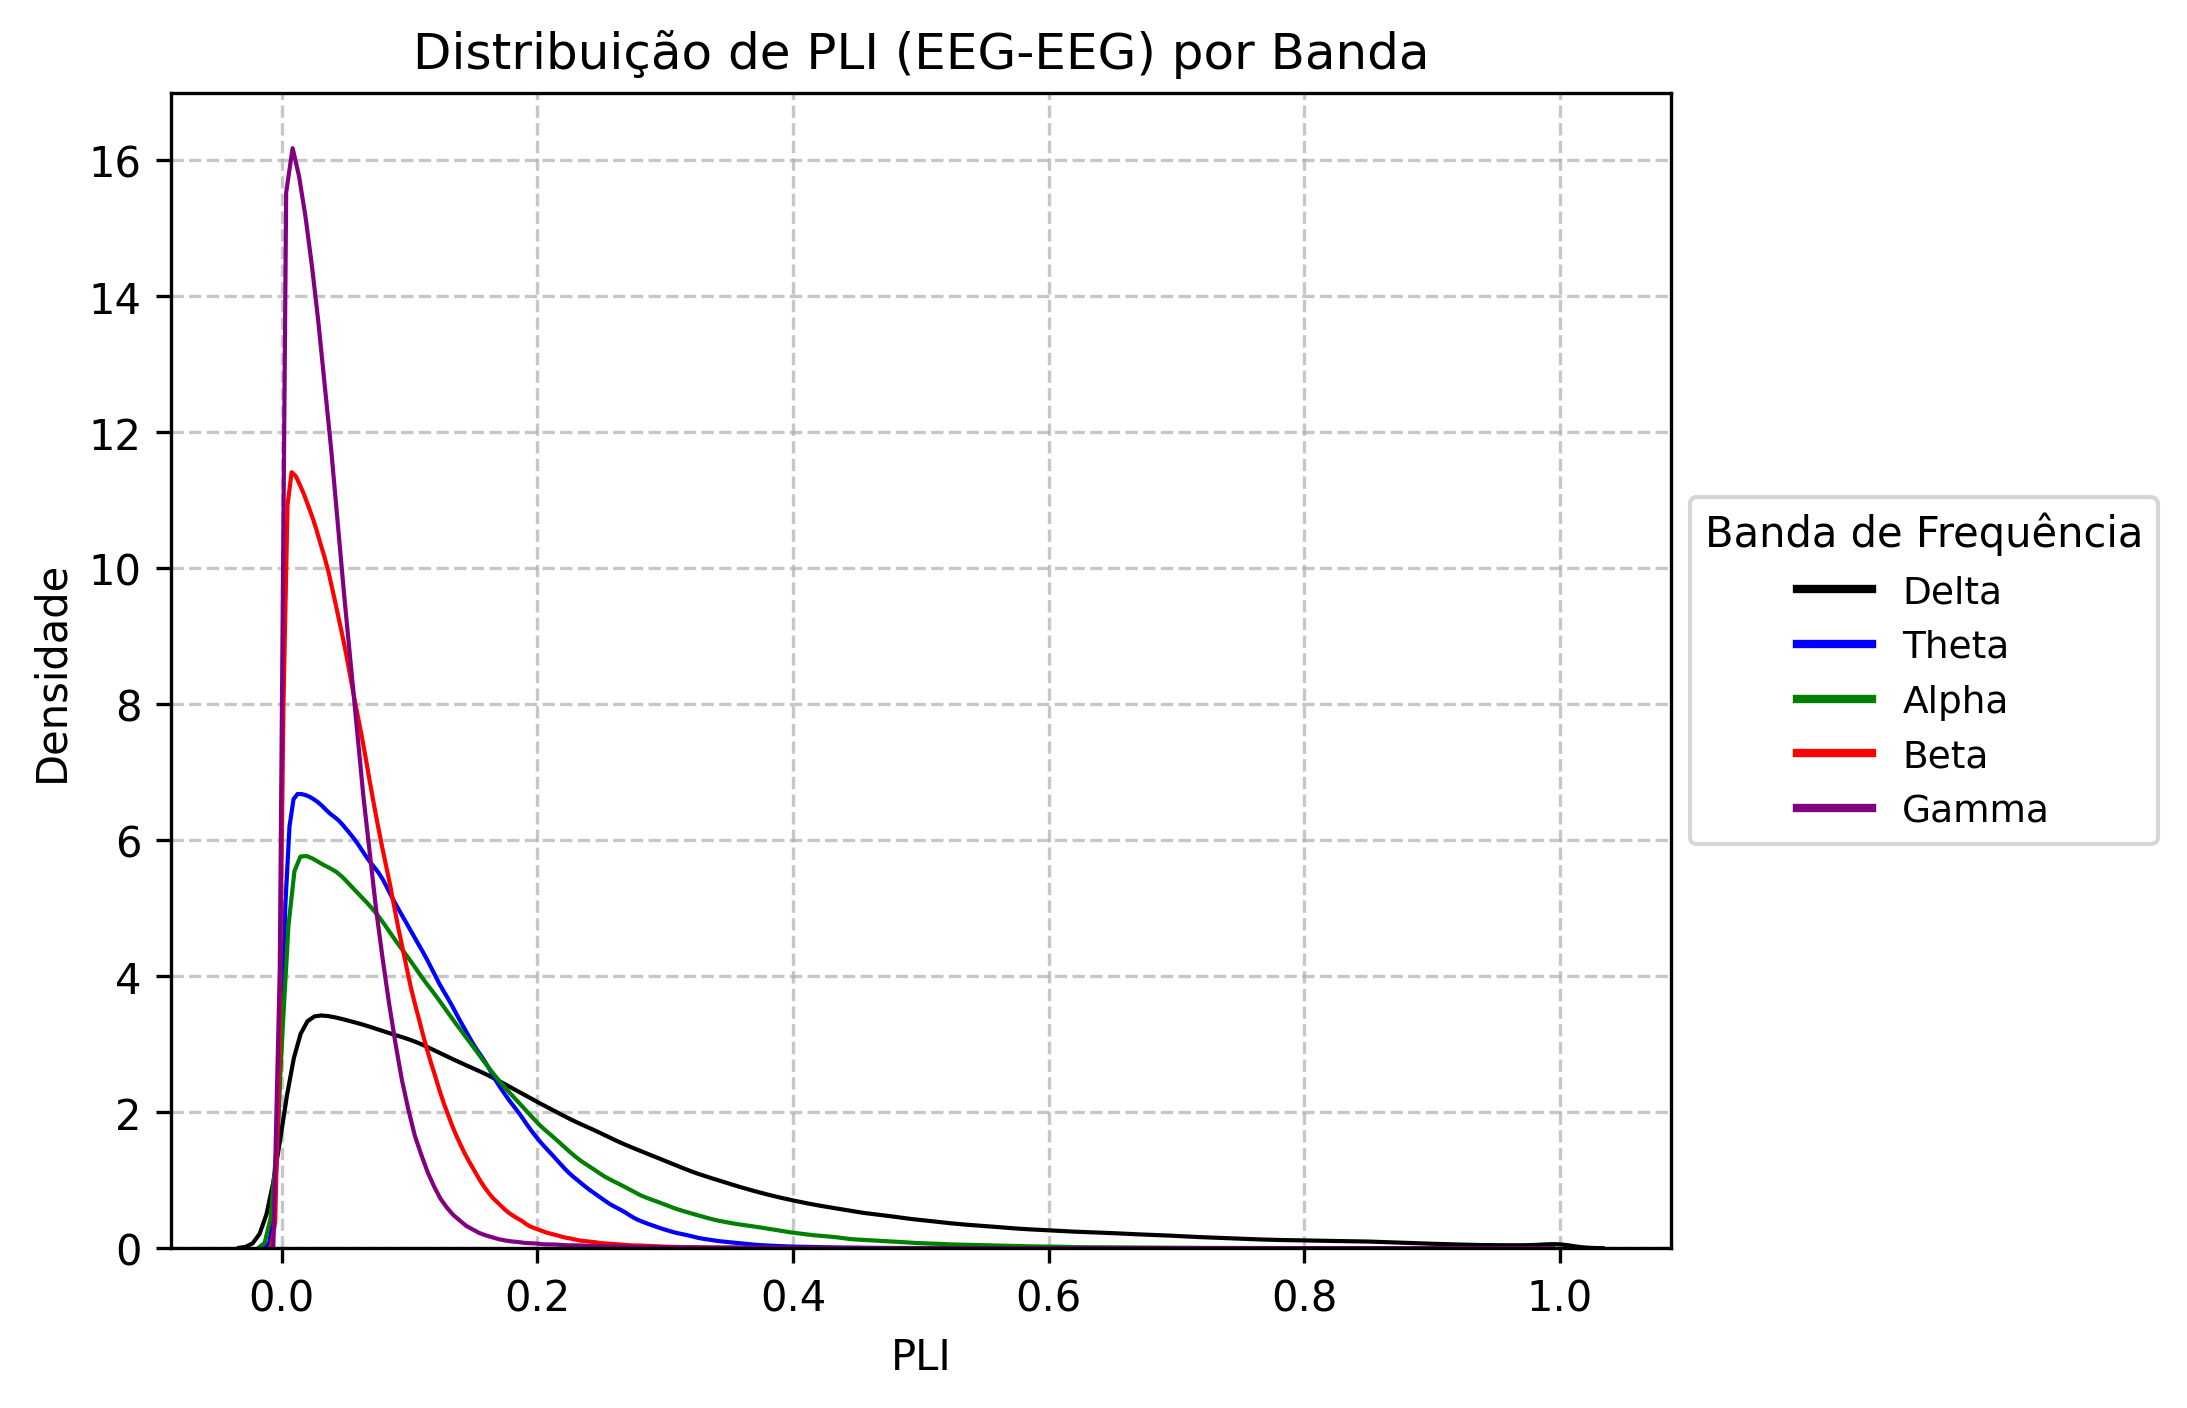 Distribuição de PLI (EEG-EEG) por Banda
Densidade
16
14
12
10
8
6
4
2
0
0.0 0.2 0.4 0.6 0.8 1.0
PLI
Banda de Frequência
Delta
Theta
Alpha
Beta
Gamma